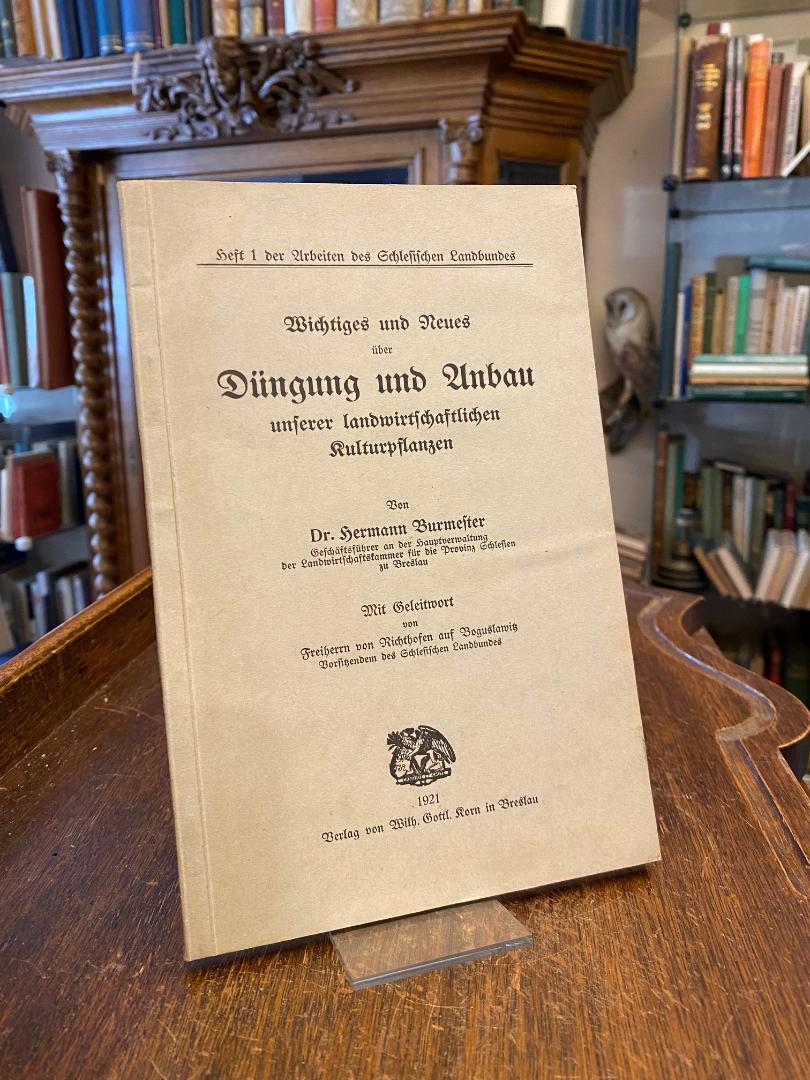 Heft 1 der Arbeiten des Schlesischen Landbundes
Wichtiges und Neues
über
Düngung und Anbau
unserer landwirtschaftlichen
Kulturpflanzen
Von
Dr. Hermann Burmester
Geschäftsführer an der Hauptverwaltung
der Landwirtschaftskammer für die Provinz Schlesien
zu Breslau
Mit Geleitwort
von
Freiherrn von Richthofen auf Boguslawitz
Vorsitzendem des Schlesischen Landbundes
1921
Verlag von Wilh. Gottl. Korn in Breslau